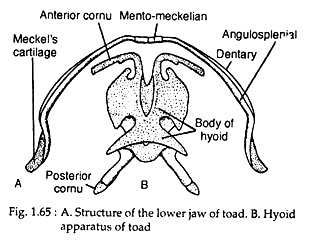 Anterior cornu
Mento-meckelian
Meckel's
cartilage
Angulosplenial
Dentary
Body of
hyoid
A
Posterior
cornu
B
Fig. 1.65 : A. Structure of the lower jaw of toad. B. Hyoid
apparatus of toad